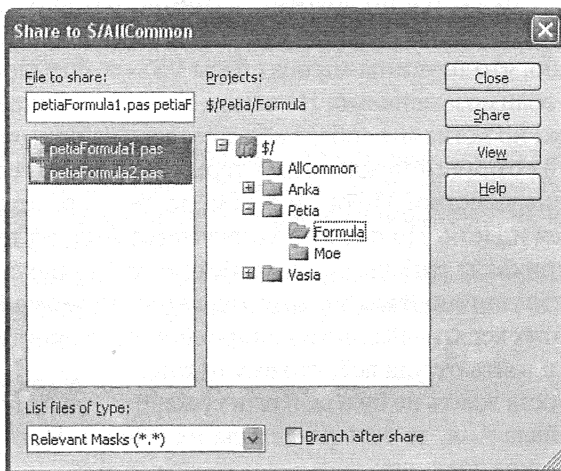 Share to $/AllCommon
File to share:
petiaFormula1.pas petiaF
petiaFormula1.pas
petiaFormula2.pas
Projects:
$/Petia/Formula
$/
AllCommon
Anka
Petia
Formula
Moe
Vasia
Close
Share
View
Help
List files of type:
Relevant Masks (*.*)
Branch after share